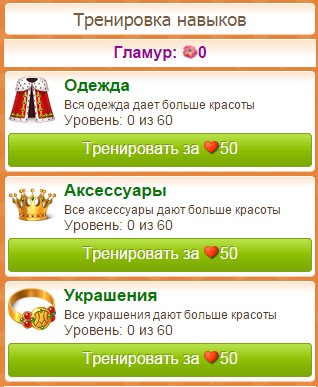 Тренировка навыков
Гламур: 0
Одежда
Вся одежда дает больше красоты
Уровень: 0 из 60
Тренировать за 50
Аксессуары
Все аксессуары дают больше красоты
Уровень: 0 из 60
Тренировать за 50
Украшения
Все украшения дают больше красоты
Уровень: 0 из 60
Тренировать за 50